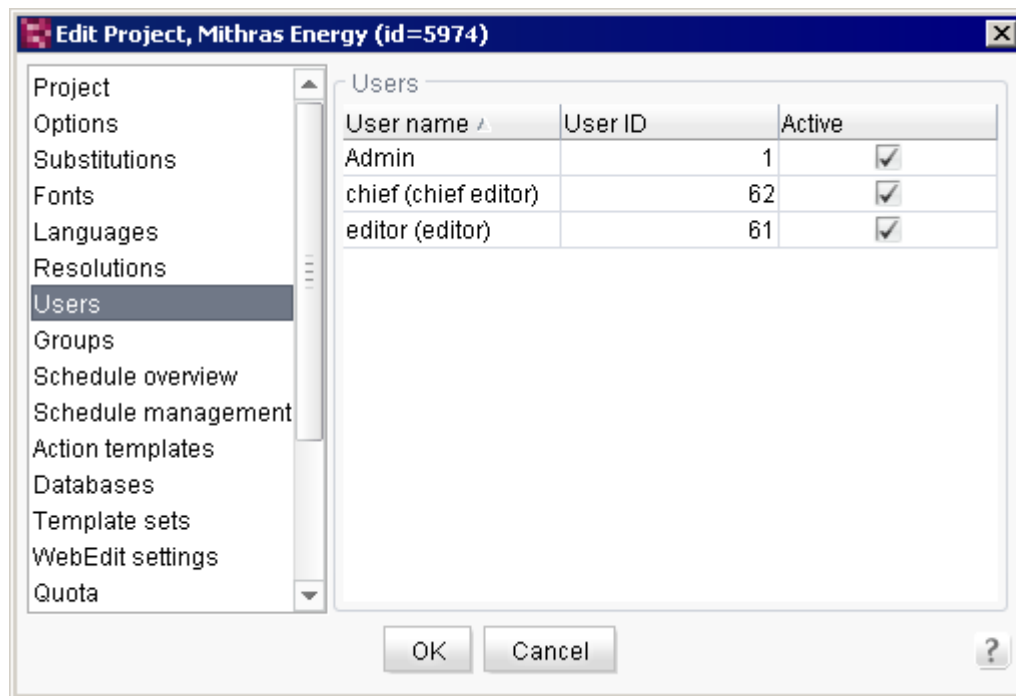 Edit Project, Mithras Energy (id=5974)
Project
Options
Substitutions
Fonts
Languages
Resolutions
Users
Groups
Schedule overview
Schedule management
Action templates
Databases
Template sets
WebEdit settings
Quota
Users
User name User ID Active
Admin 1
chief (chief editor) 62
editor (editor) 61
OK Cancel ?